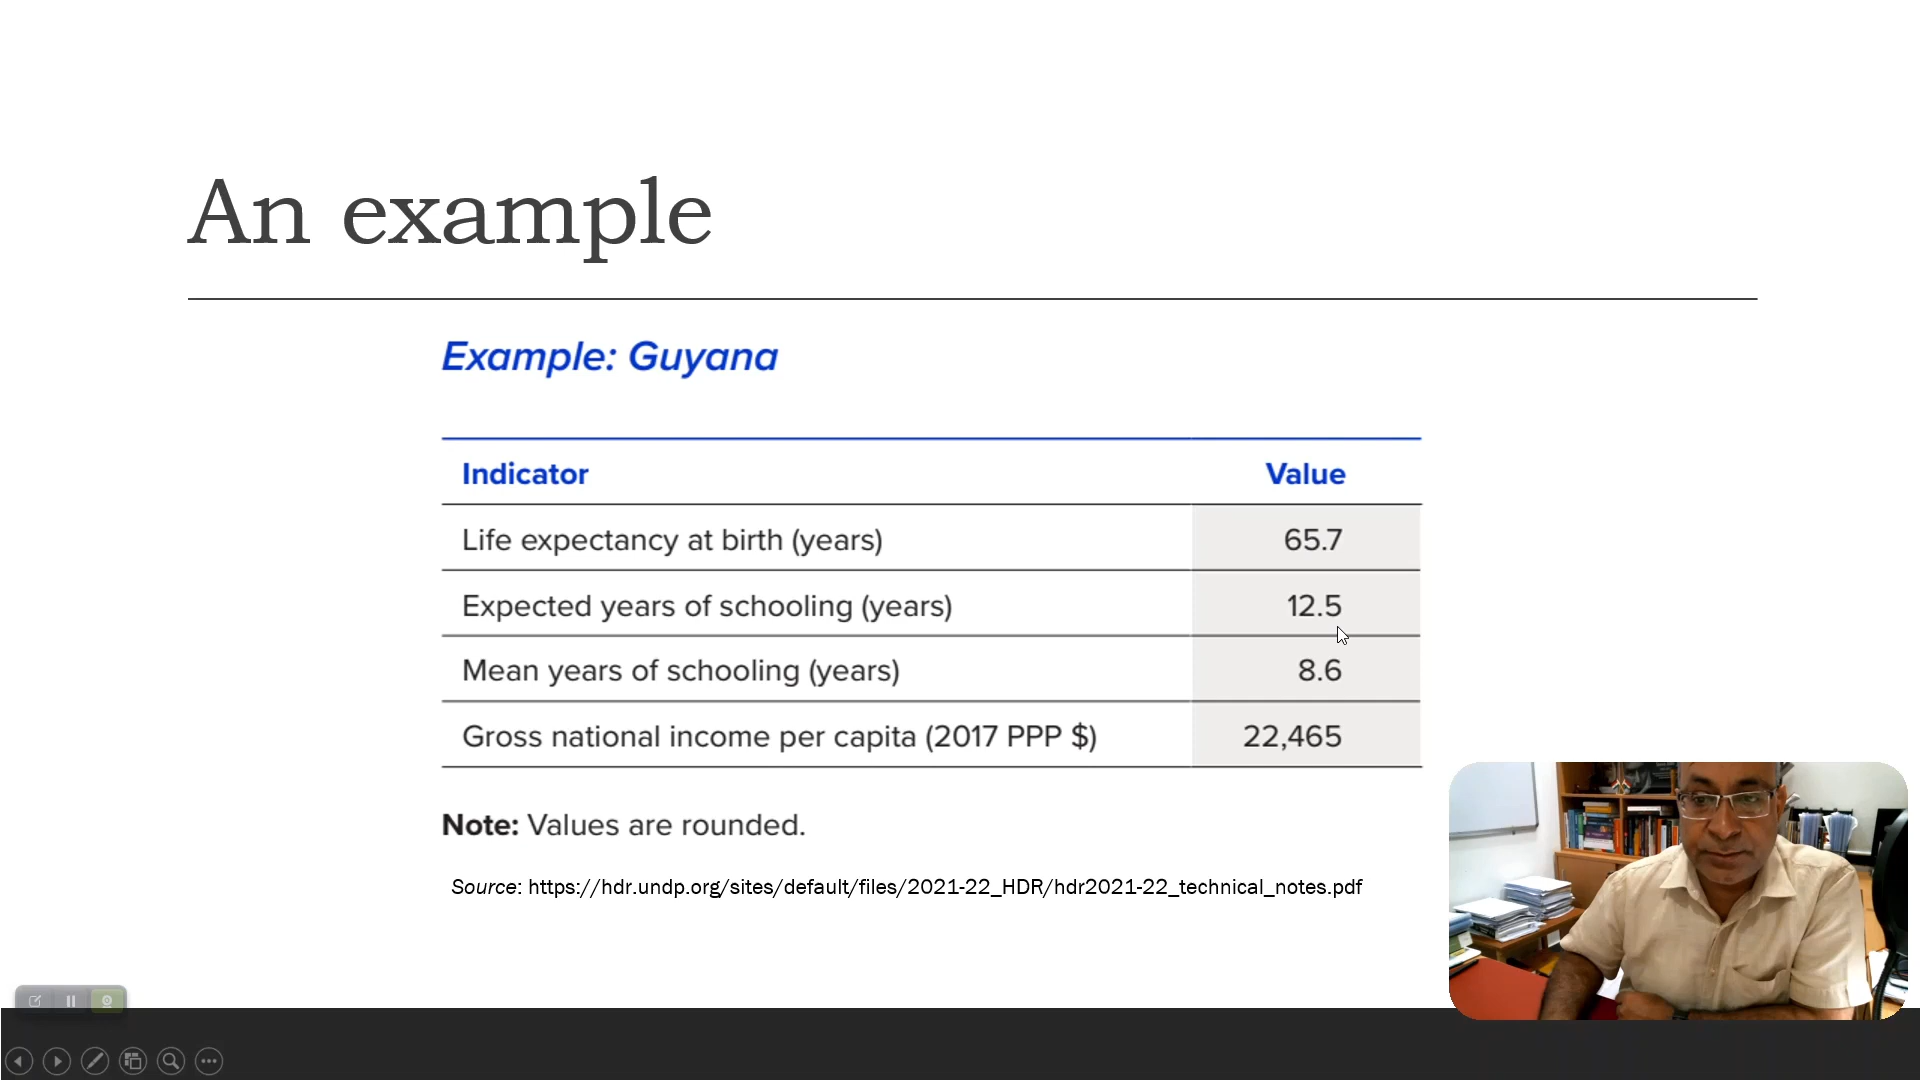 An example
Example: Guyana
Indicator Value
Life expectancy at birth (years) 65.7
Expected years of schooling (years) 12.5
Mean years of schooling (years) 8.6
Gross national income per capita (2017 PPP $) 22,465
Note: Values are rounded.
Source: https://hdr.undp.org/sites/default/files/2021-22_HDR/hdr2021-22_technical_notes.pdf